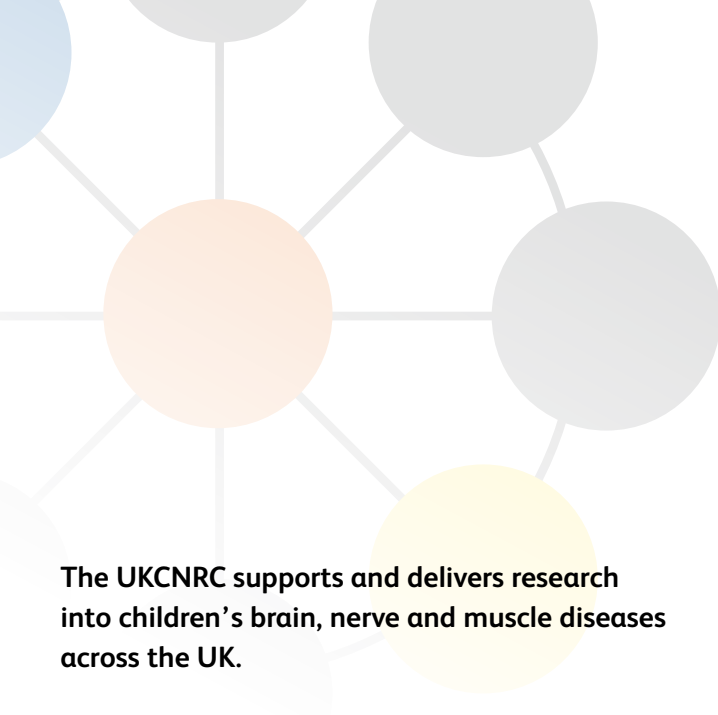 The UKCNRC supports and delivers research
into children’s brain, nerve and muscle diseases
across the UK.